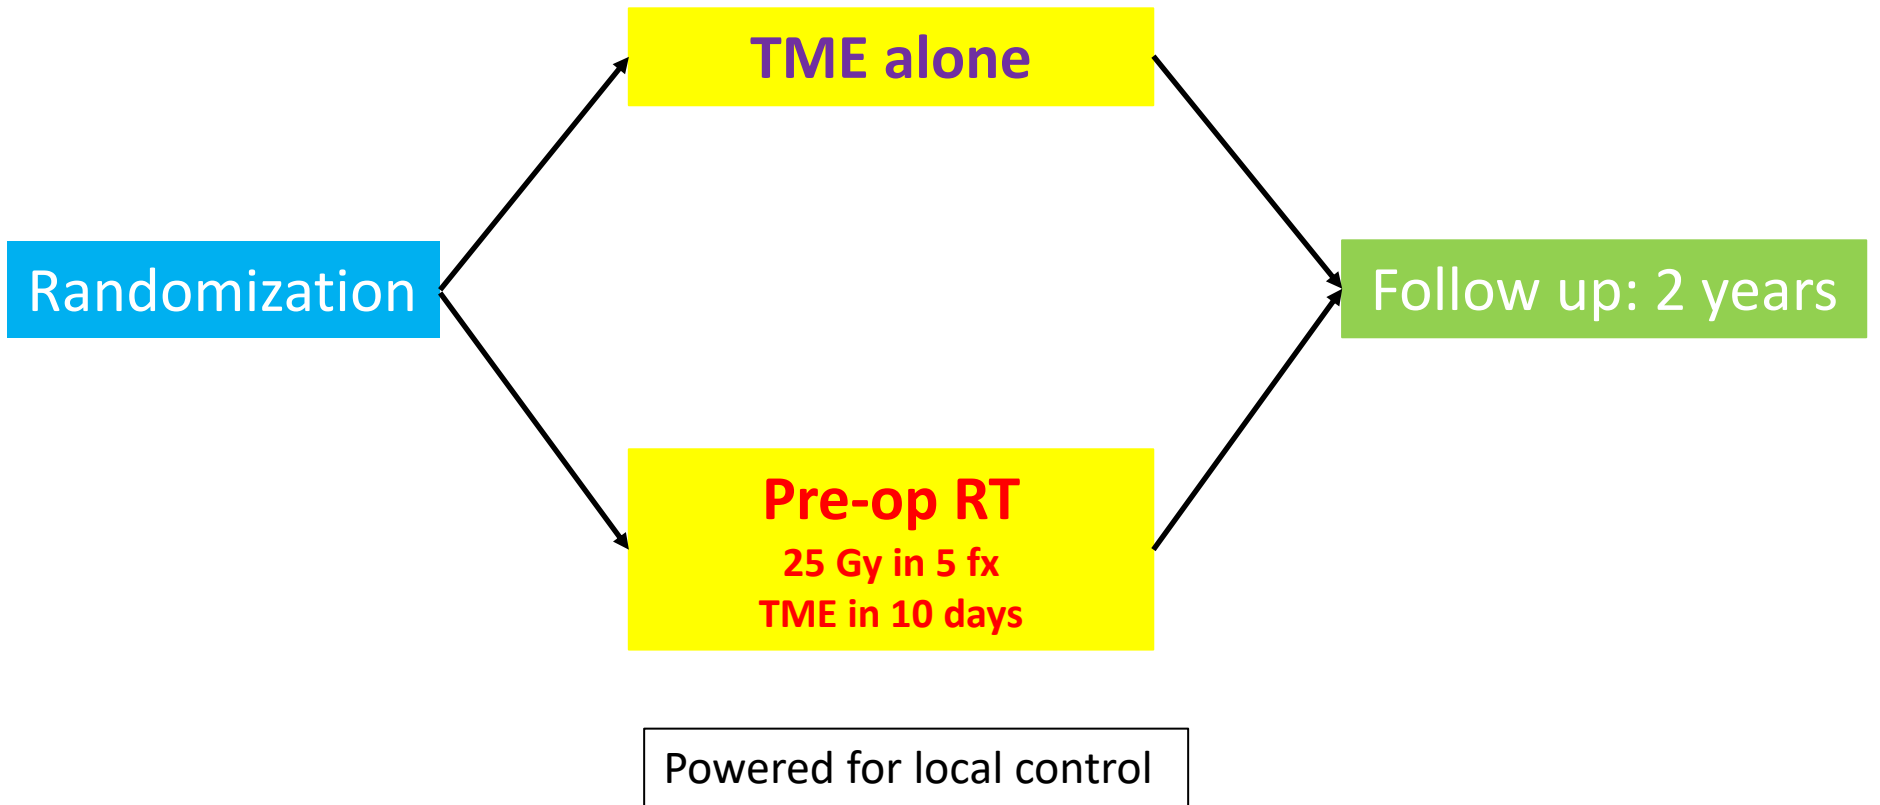 TME alone
Randomization
Follow up: 2 years
Pre-op RT
25 Gy in 5 fx
TME in 10 days
Powered for local control